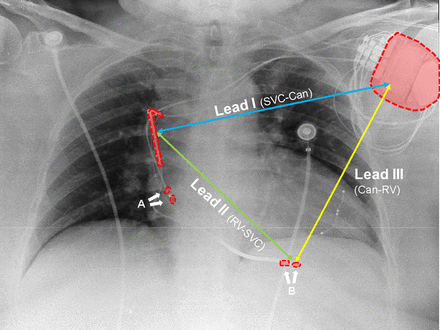 Lead I (SVC-Can)
Lead III
(Can-RV)
Lead II (RV-SVC)
A
B